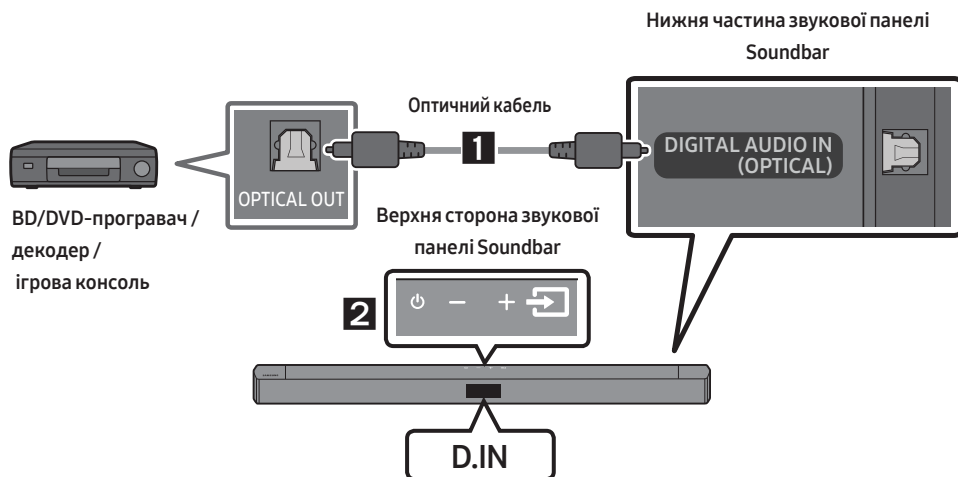 Нижня частина звукової панелі
Soundbar
Оптичний кабель
1
DIGITAL AUDIO IN
(OPTICAL)
OPTICAL OUT
BD/DVD-програвач /
декодер /
ігрова консоль
Верхня сторона звукової
панелі Soundbar
2
D.IN